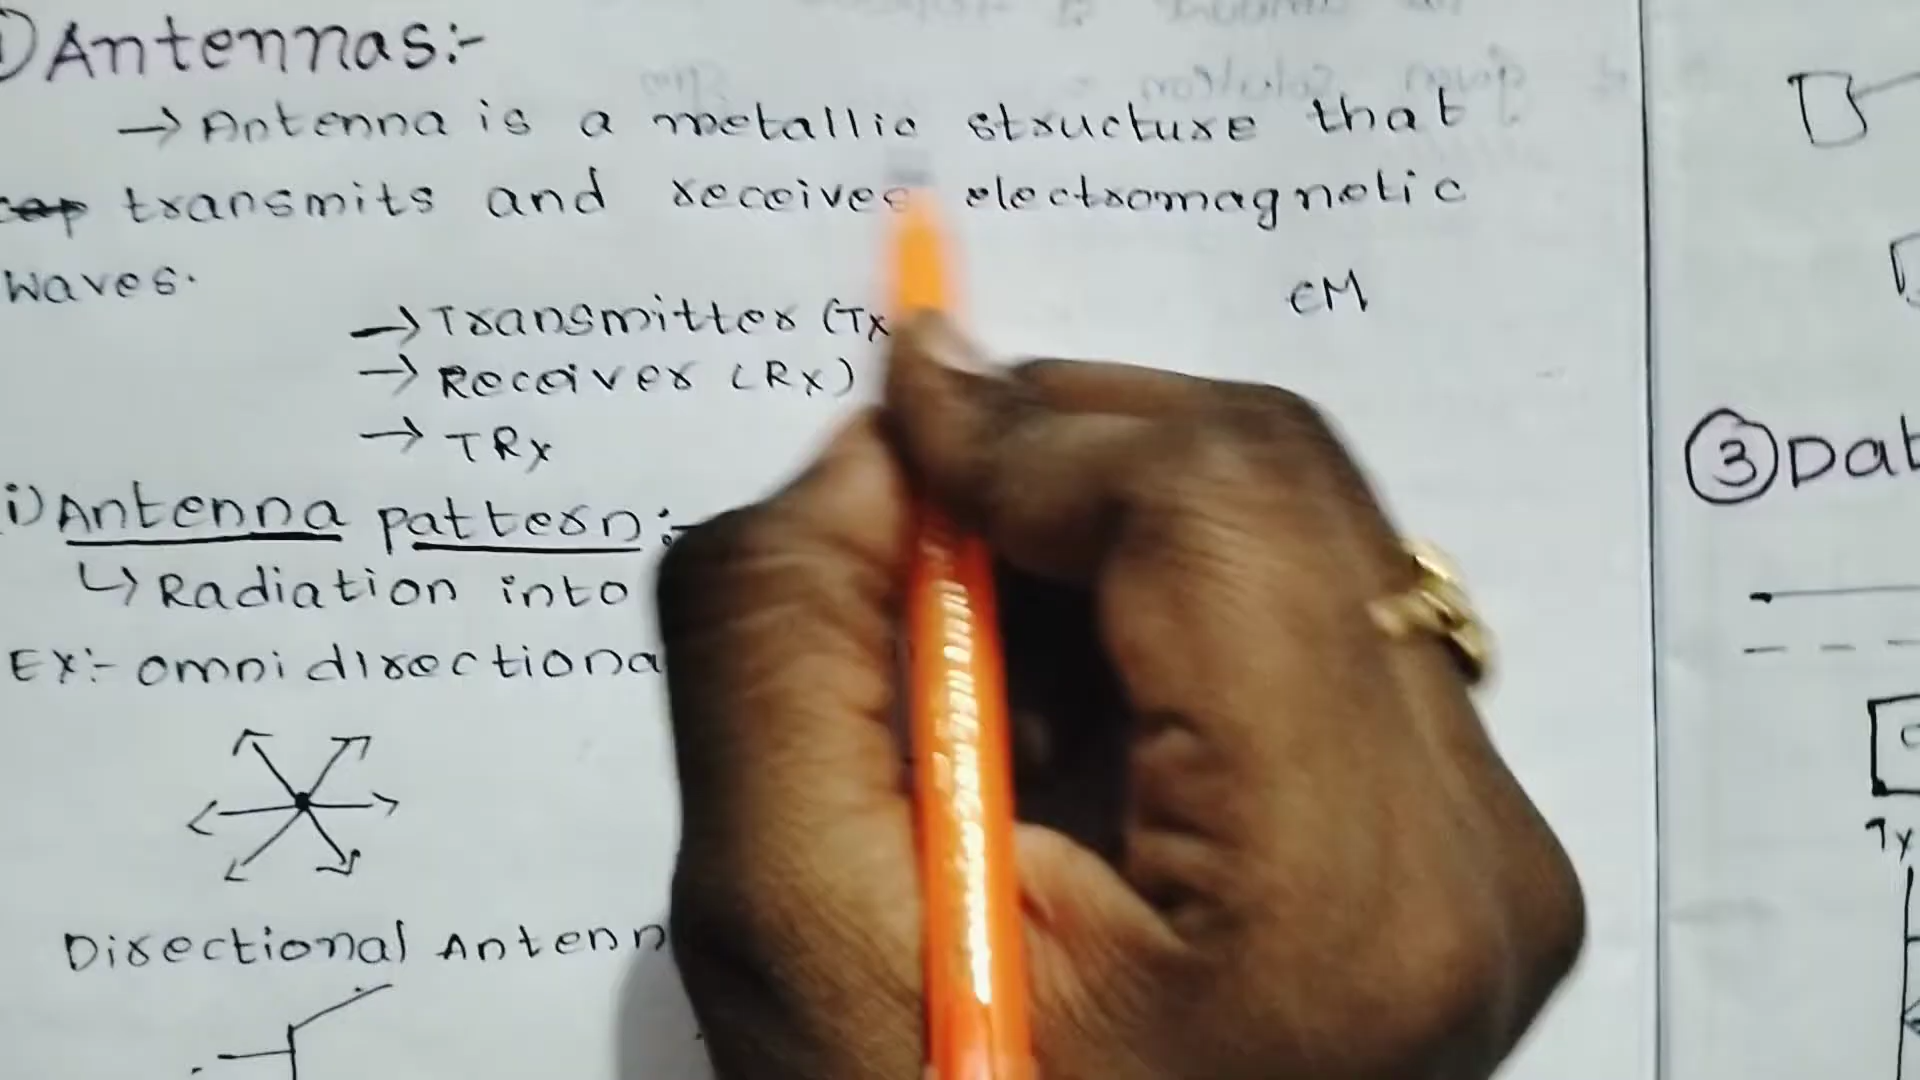 1) Antennas:-
→ Antenna is a metallic structure that
transmits and receives electromagnetic
waves.
EM
→ Transmitter (Tx
→ Receiver (Rx)
→ TRx
i) Antenna pattern:-
↳ Radiation into
Ex:- omnidirectiona
Directional Antenn
③ Dat
Tx